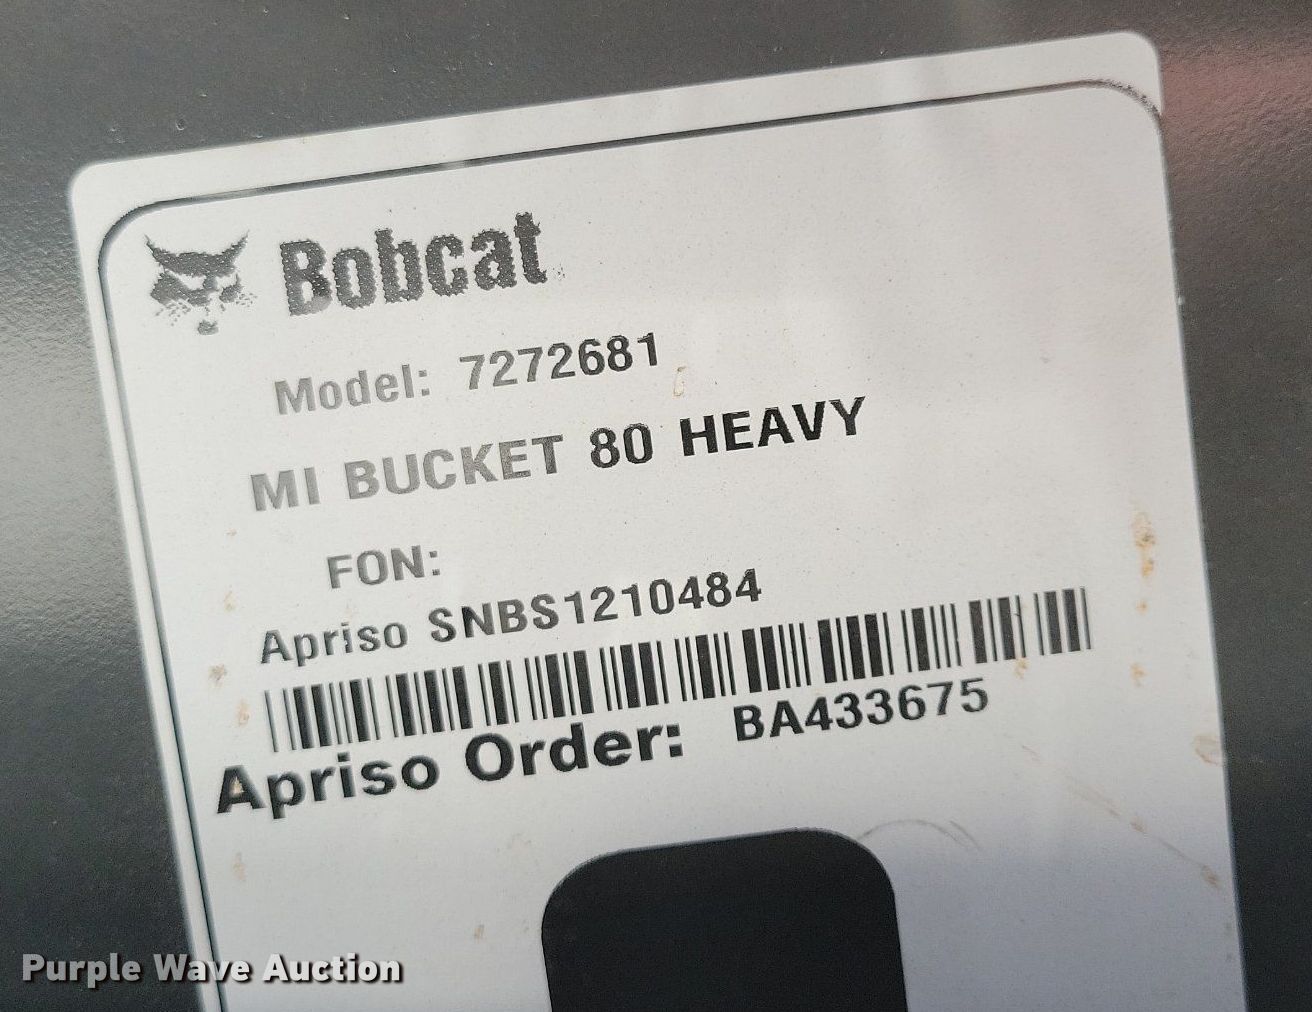 Bobcat
Model: 7272681
MI BUCKET 80 HEAVY
FON:
Apriso SNBS1210484
Apriso Order: BA433675
Purple Wave Auction